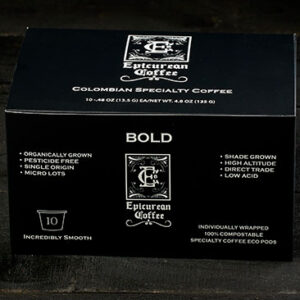 EC
Epicurean
Coffee
COLOMBIAN SPECIALTY COFFEE
10-.48 OZ (13.5 G) EA/NET WT. 4.8 OZ (135 G)
BOLD
• ORGANICALLY GROWN
• PESTICIDE FREE
• SINGLE ORIGIN
• MICRO LOTS
• SHADE GROWN
• HIGH ALTITUDE
• DIRECT TRADE
• LOW ACID
EC
Epicurean
Coffee
10
INCREDIBLY SMOOTH
INDIVIDUALLY WRAPPED
100% COMPOSTABLE
SPECIALTY COFFEE ECO PODS